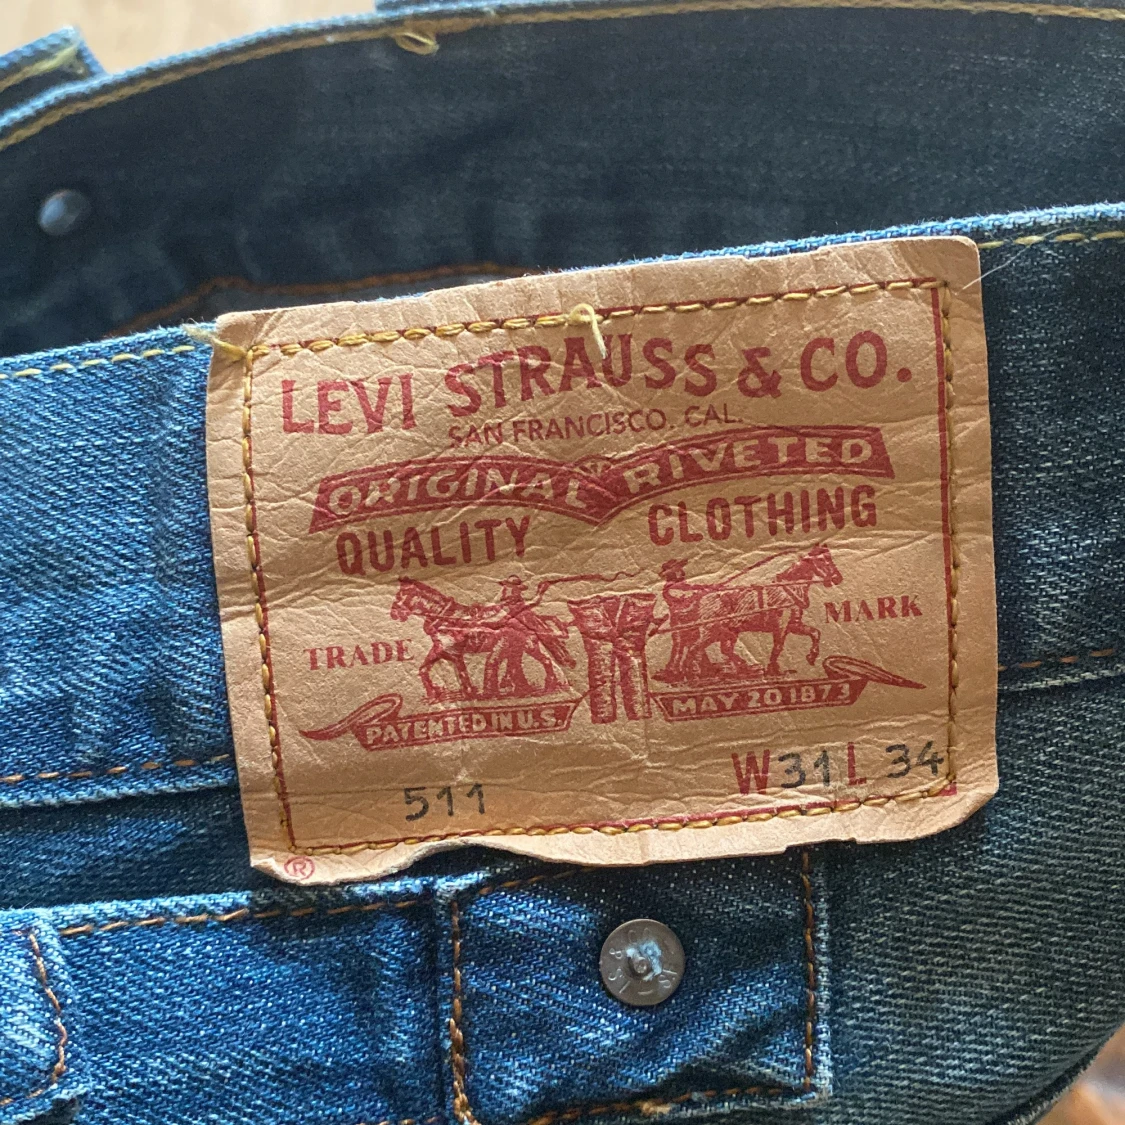 LEVI STRAUSS & CO.
SAN FRANCISCO, CAL.
ORIGINAL RIVETED
QUALITY CLOTHING
TRADE MARK
PATENTED IN U.S. MAY 20 1873
511 W31 L 34
®